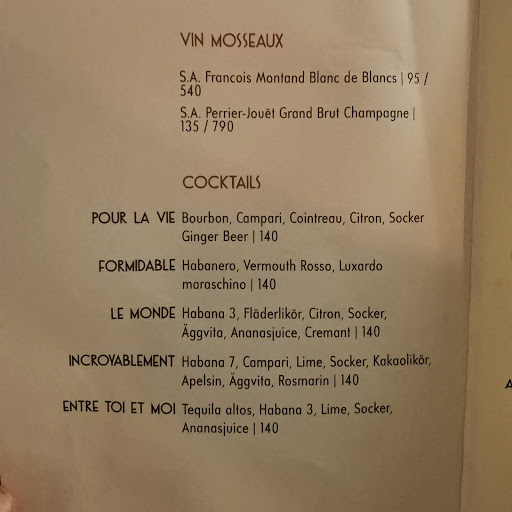 VIN MOSSEAUX
S.A. Francois Montand Blanc de Blancs | 95 /
540
S.A. Perrier-Jouët Grand Brut Champagne |
135 / 790
COCKTAILS
POUR LA VIE Bourbon, Campari, Cointreau, Citron, Socker
Ginger Beer | 140
FORMIDABLE Habanero, Vermouth Rosso, Luxardo
maraschino | 140
LE MONDE Habana 3, Fläderlikör, Citron, Socker,
Äggvita, Ananasjuice, Cremant | 140
INCROYABLEMENT Habana 7, Campari, Lime, Socker, Kakaolikör,
Apelsin, Äggvita, Rosmarin | 140
ENTRE TOI ET MOI Tequila altos, Habana 3, Lime, Socker,
Ananasjuice | 140